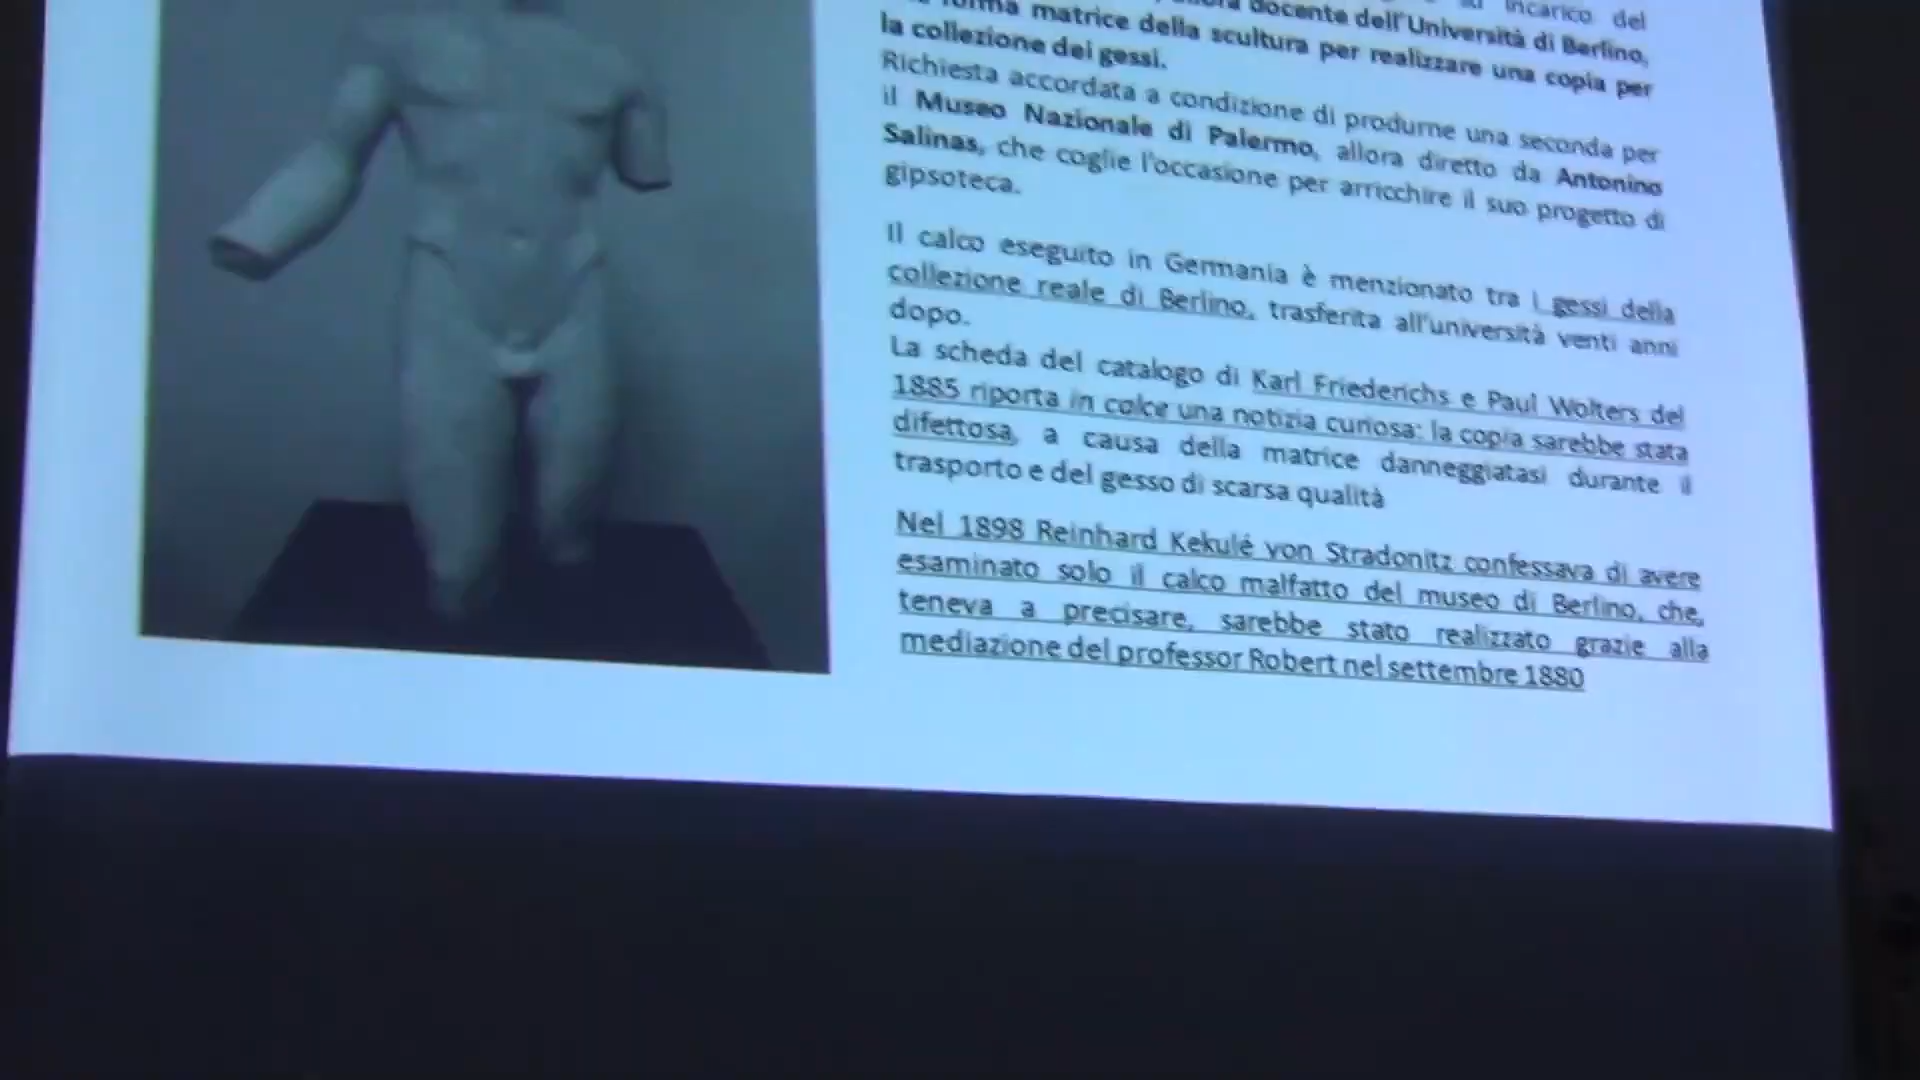 incarico del
docente dell'Università di Berlino,
forma matrice della scultura per realizzare una copia per
la collezione dei gessi.
Richiesta accordata a condizione di produrne una seconda per
il Museo Nazionale di Palermo, allora diretto da Antonino
Salinas, che coglie l'occasione per arricchire il suo progetto di
gipsoteca.
Il calco eseguito in Germania è menzionato tra i gessi della
collezione reale di Berlino, trasferita all'università venti anni
dopo.
La scheda del catalogo di Karl Friederichs e Paul Wolters del
1885 riporta in calce una notizia curiosa: la copia sarebbe stata
difettosa, a causa della matrice danneggiatasi durante il
trasporto e del gesso di scarsa qualità
Nel 1898 Reinhard Kekulé von Stradonitz confessava di avere
esaminato solo il calco malfatto del museo di Berlino, che,
teneva a precisare, sarebbe stato realizzato grazie alla
mediazione del professor Robert nel settembre 1880